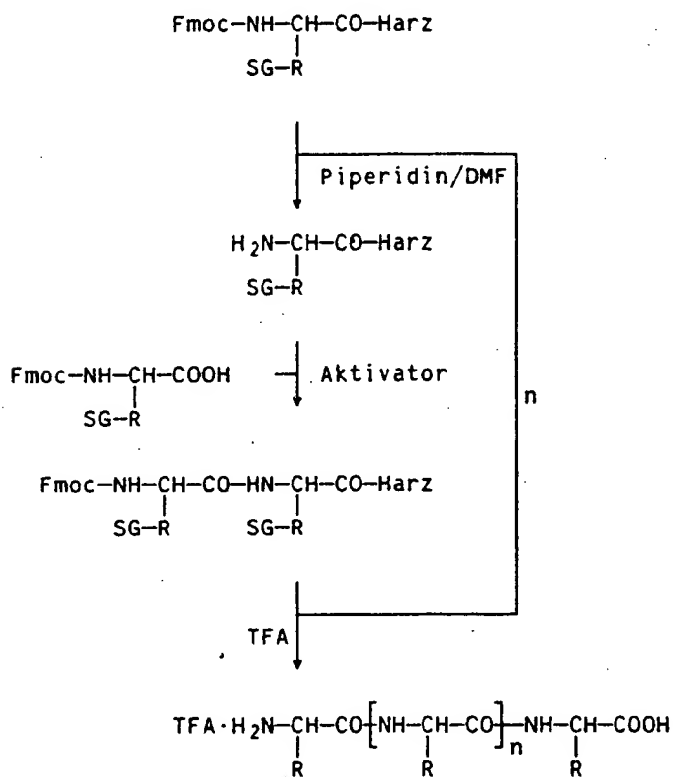 Fmoc—NH—CH—CO—Harz
SG—R
Piperidin/DMF
H₂N—CH—CO—Harz
SG—R
Fmoc—NH—CH—COOH
Aktivator
n
SG—R
Fmoc—NH—CH—CO—HN—CH—CO—Harz
SG—R SG—R
TFA
TFA·H₂N—CH—CO[NH—CH—CO]n—NH—CH—COOH
R R R